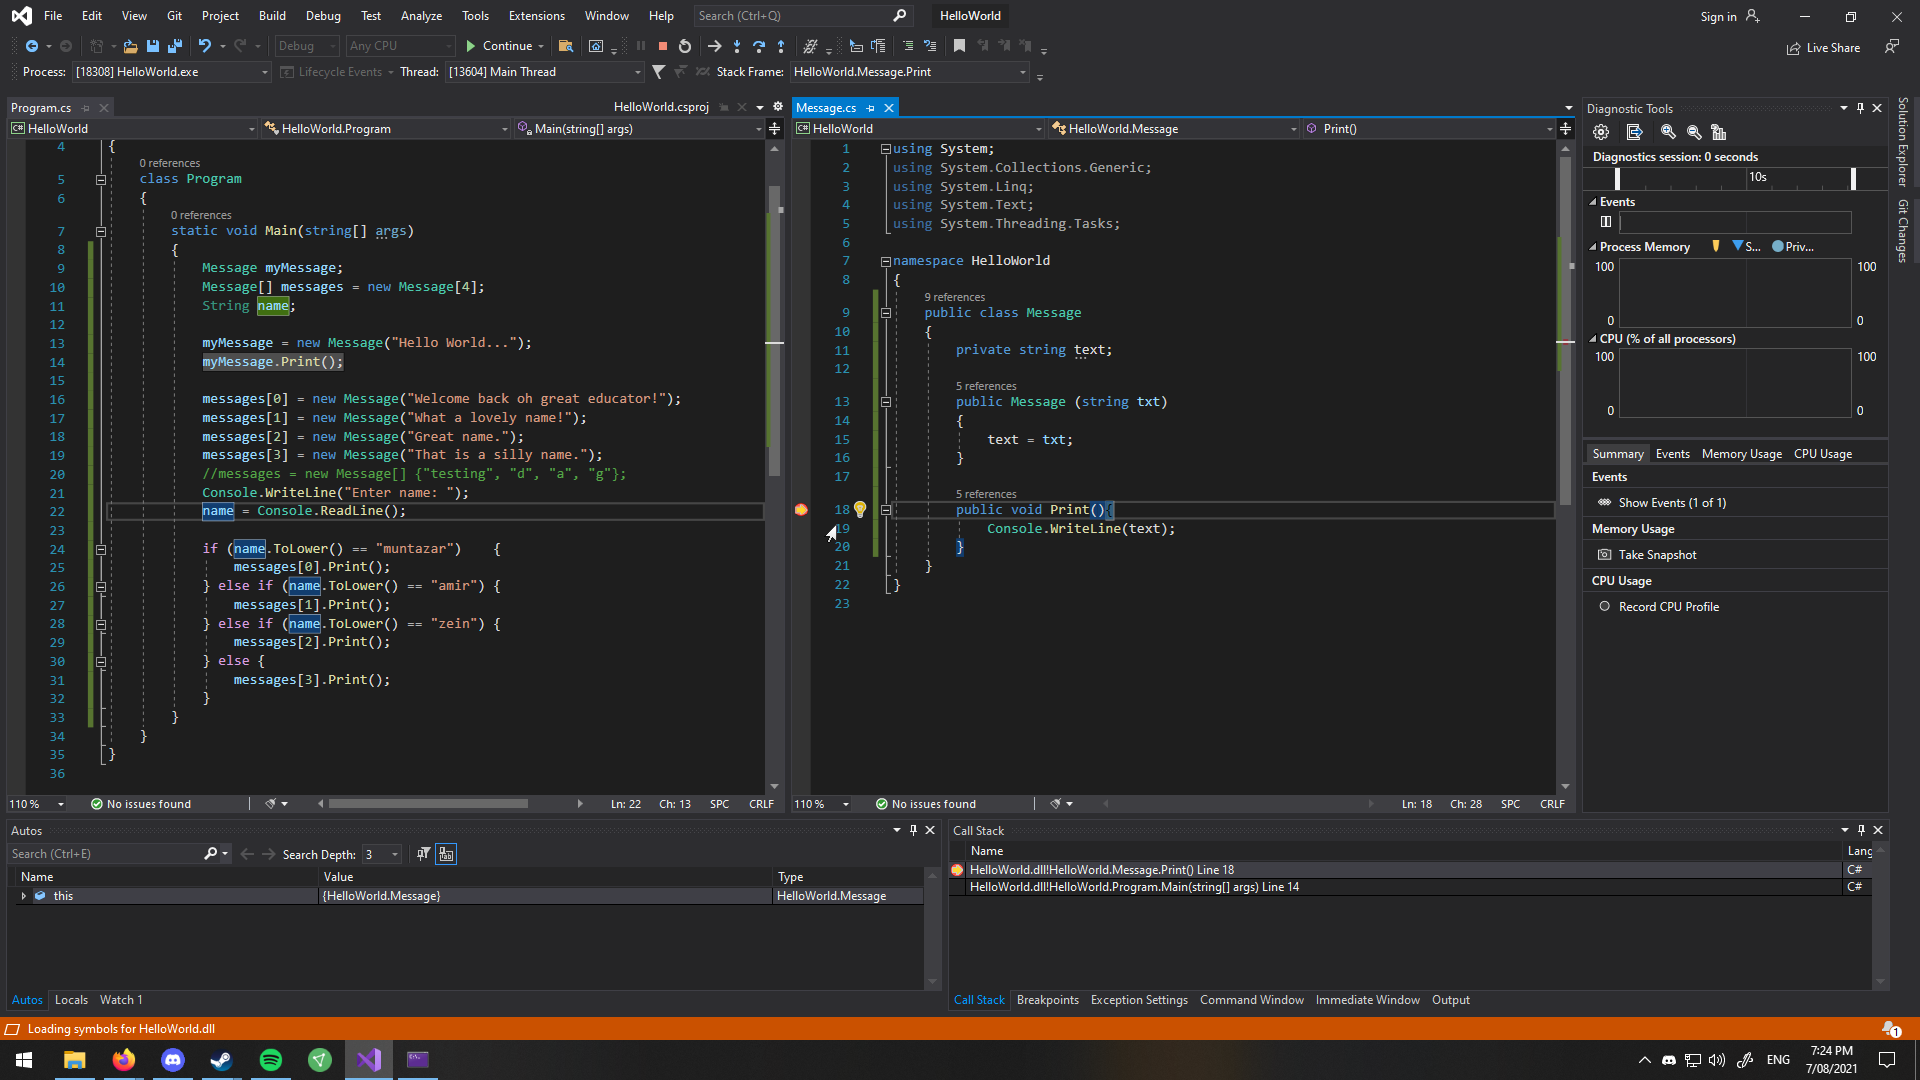 File Edit View Git Project Build Debug Test Analyze Tools Extensions Window Help Search (Ctrl+Q) HelloWorld Sign in
Debug Any CPU Continue Live Share
Process: [18308] HelloWorld.exe Lifecycle Events Thread: [13604] Main Thread Stack Frame: HelloWorld.Message.Print
Program.cs HelloWorld.csproj
HelloWorld HelloWorld.Program Main(string[] args)
4 {
0 references
5 class Program
6 {
0 references
7 static void Main(string[] args)
8 {
9 Message myMessage;
10 Message[] messages = new Message[4];
11 String name;
12
13 myMessage = new Message("Hello World...");
14 myMessage.Print();
15
16 messages[0] = new Message("Welcome back oh great educator!");
17 messages[1] = new Message("What a lovely name!");
18 messages[2] = new Message("Great name.");
19 messages[3] = new Message("That is a silly name.");
20 //messages = new Message[] {"testing", "d", "a", "g"};
21 Console.WriteLine("Enter name: ");
22 name = Console.ReadLine();
23
24 if (name.ToLower() == "muntazar") {
25 messages[0].Print();
26 } else if (name.ToLower() == "amir") {
27 messages[1].Print();
28 } else if (name.ToLower() == "zein") {
29 messages[2].Print();
30 } else {
31 messages[3].Print();
32 }
33 }
34 }
35 }
36
110 % No issues found Ln: 22 Ch: 13 SPC CRLF
Message.cs
HelloWorld HelloWorld.Message Print()
1 using System;
2 using System.Collections.Generic;
3 using System.Linq;
4 using System.Text;
5 using System.Threading.Tasks;
6
7 namespace HelloWorld
8 {
9 references
9 public class Message
10 {
11 private string text;
12
5 references
13 public Message (string txt)
14 {
15 text = txt;
16 }
17
5 references
18 public void Print(){
19 Console.WriteLine(text);
20 }
21 }
22 }
23
110 % No issues found Ln: 18 Ch: 28 SPC CRLF
Diagnostic Tools
Diagnostics session: 0 seconds
10s
Events
Process Memory S... Priv...
100 100
0 0
CPU (% of all processors)
100 100
0 0
Summary Events Memory Usage CPU Usage
Events
Show Events (1 of 1)
Memory Usage
Take Snapshot
CPU Usage
Record CPU Profile
Solution Explorer
Git Changes
Autos
Search (Ctrl+E) Search Depth: 3
Name Value Type
this {HelloWorld.Message} HelloWorld.Message
Autos Locals Watch 1
Call Stack
Name Lang
HelloWorld.dll!HelloWorld.Message.Print() Line 18 C#
HelloWorld.dll!HelloWorld.Program.Main(string[] args) Line 14 C#
Call Stack Breakpoints Exception Settings Command Window Immediate Window Output
Loading symbols for HelloWorld.dll 1
ENG 7:24 PM
7/08/2021